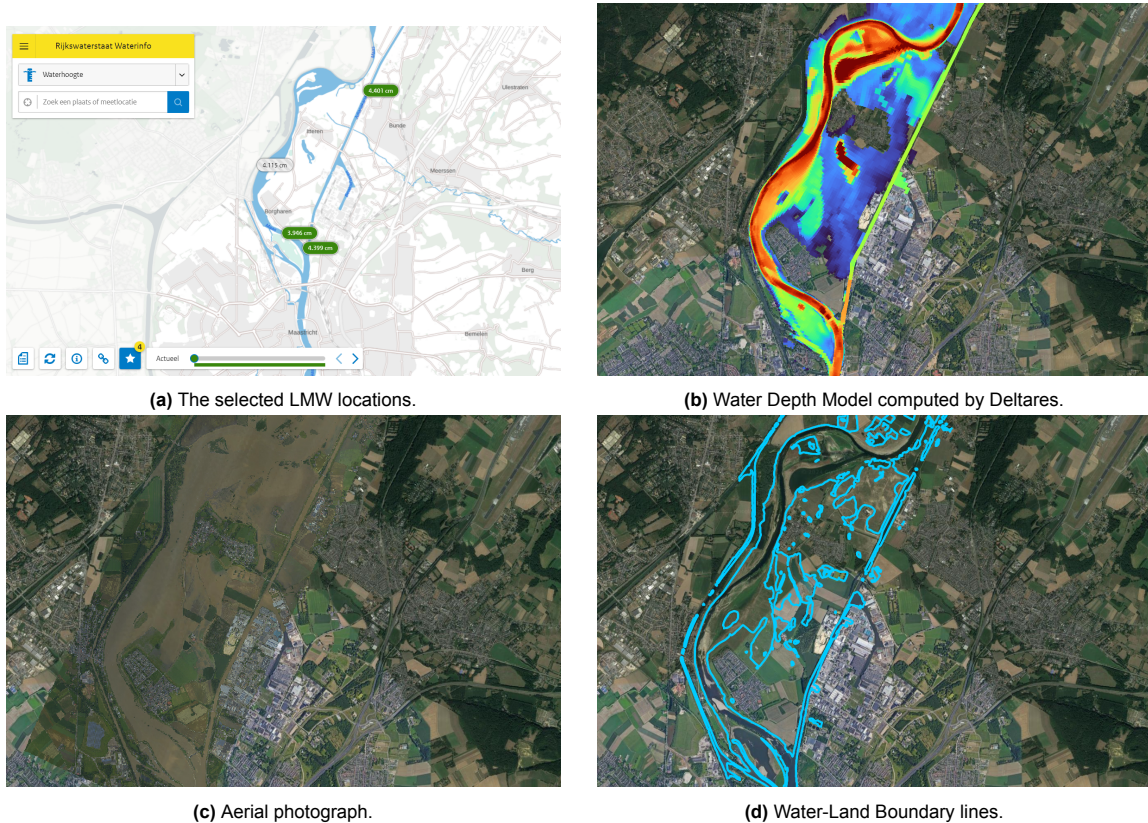 Rijkswaterstaat Waterinfo
Waterhoogte
Zoek een plaats of meetlocatie
4.401 cm
Ulestraten
Bunde
Itteren
4.115 cm
Meerssen
Borgharen
3.946 cm
4.399 cm
Berg
Maastricht
Bemelen
4
Actueel
(a) The selected LMW locations.
(b) Water Depth Model computed by Deltares.
(c) Aerial photograph.
(d) Water-Land Boundary lines.